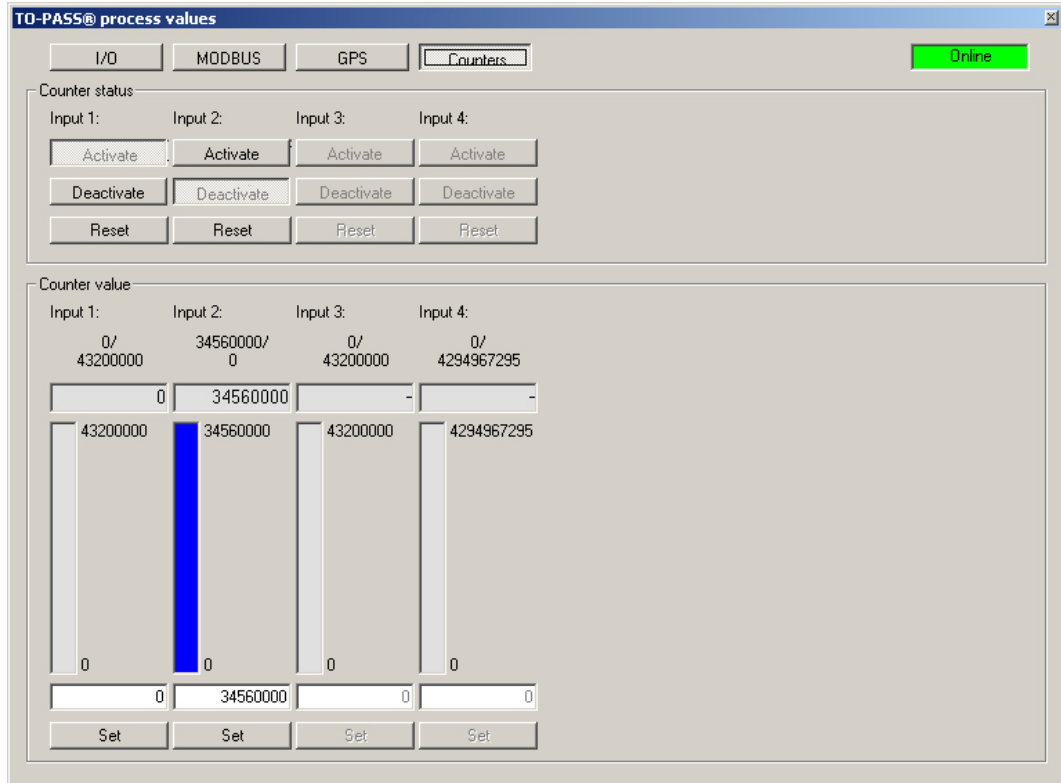 TO-PASS® process values
I/O MODBUS GPS Counters Online
Counter status
Input 1: Input 2: Input 3: Input 4:
Activate Activate Activate Activate
Deactivate Deactivate Deactivate Deactivate
Reset Reset Reset Reset
Counter value
Input 1: Input 2: Input 3: Input 4:
0/ 34560000/ 0/ 0/
43200000 0 43200000 4294967295
0 34560000 - -
43200000 34560000 43200000 4294967295
0 0 0 0
0 34560000 0 0
Set Set Set Set